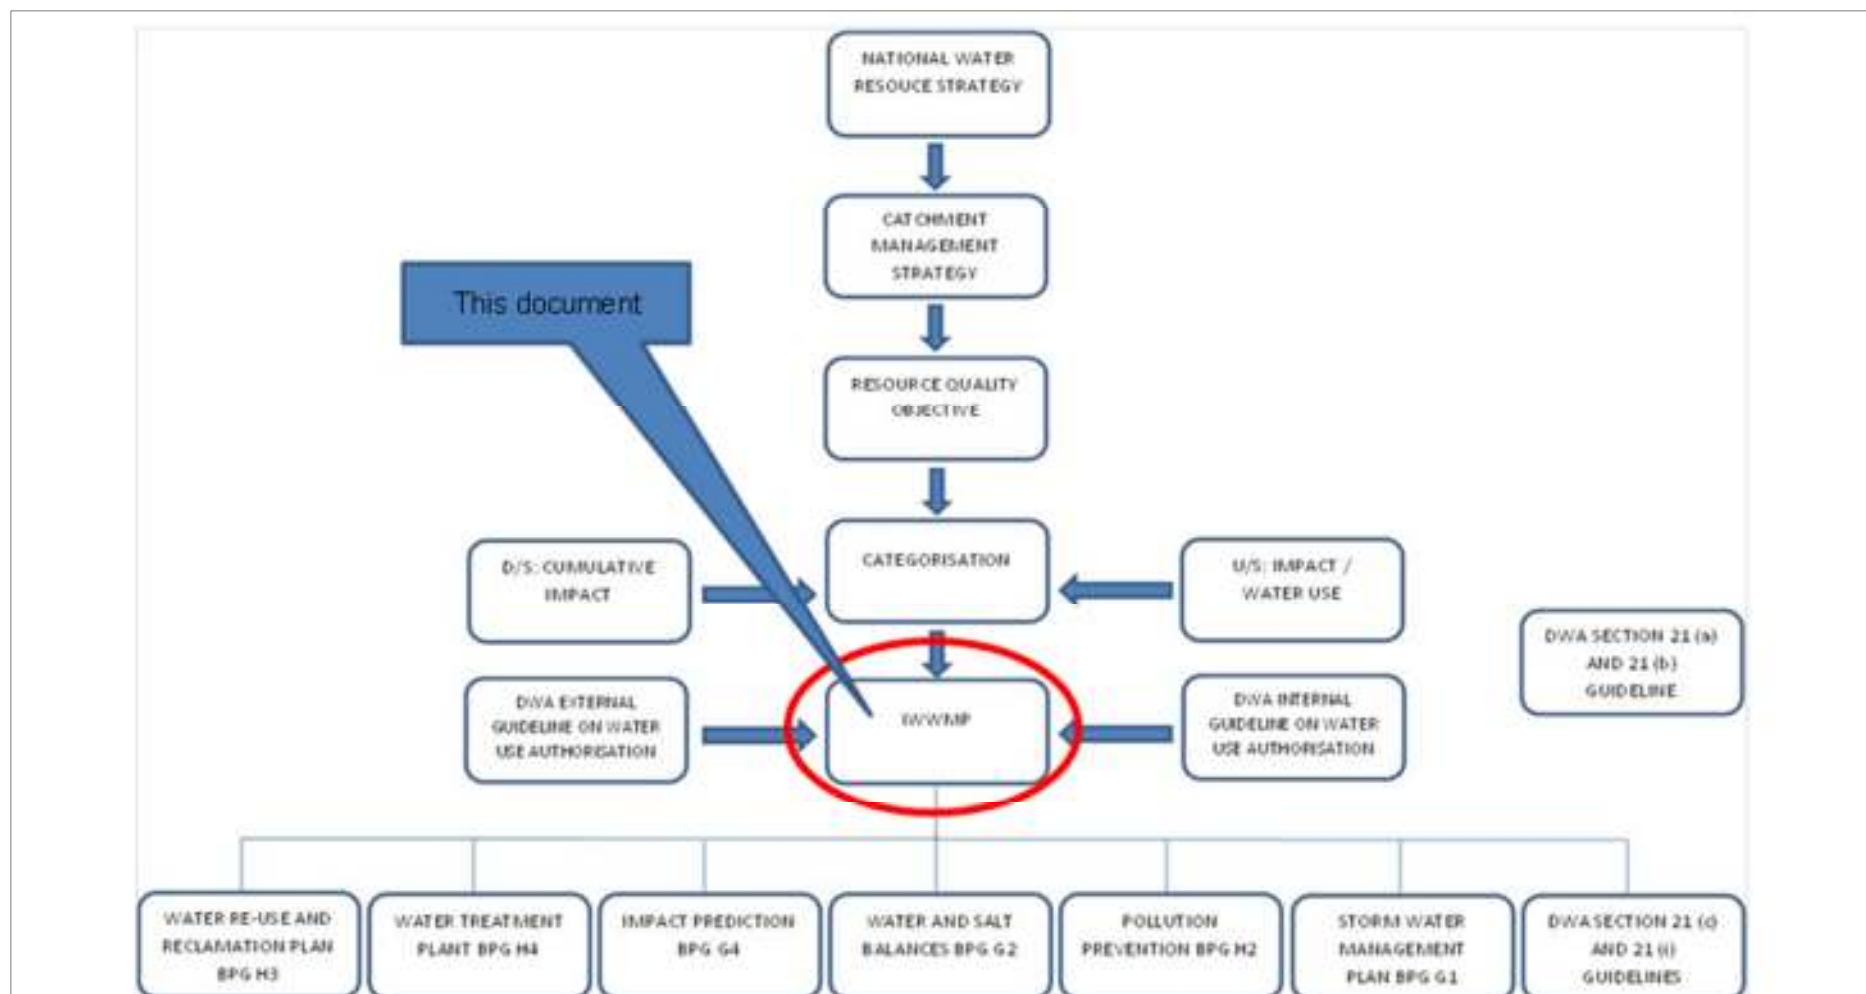 NATIONAL WATER
RESOUCE STRATEGY
CATCHMENT
MANAGEMENT
STRATEGY
This document
RESOURCE QUALITY
OBJECTIVE
CATEGORISATION
D/S: CUMULATIVE
IMPACT
U/S: IMPACT /
WATER USE
DWA SECTION 21 (a)
AND 21 (b)
GUIDELINE
DWA EXTERNAL
GUIDELINE ON WATER
USE AUTHORISATION
IWWMP
DWA INTERNAL
GUIDELINE ON WATER
USE AUTHORISATION
WATER RE-USE AND
RECLAMATION PLAN
BPG H3
WATER TREATMENT
PLANT BPG H4
IMPACT PREDICTION
BPG G4
WATER AND SALT
BALANCES BPG G2
POLLUTION
PREVENTION BPG H2
STORM WATER
MANAGEMENT
PLAN BPG G1
DWA SECTION 21 (c)
AND 21 (i)
GUIDELINES